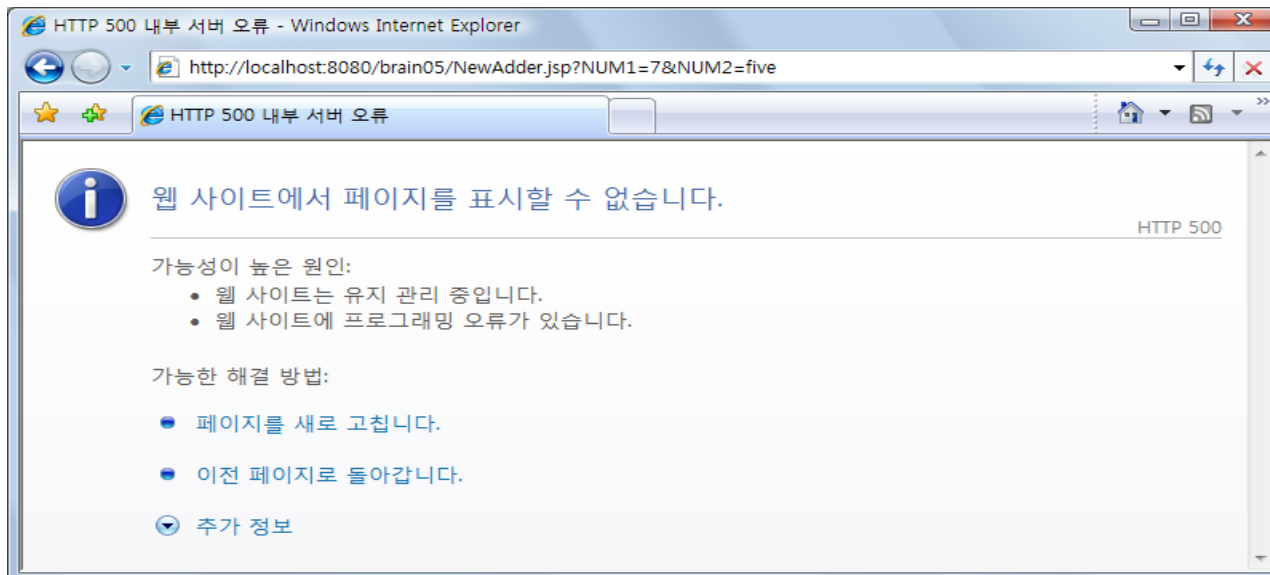 HTTP 500 내부 서버 오류 - Windows Internet Explorer
http://localhost:8080/brain05/NewAdder.jsp?NUM1=7&NUM2=five
HTTP 500 내부 서버 오류
웹 사이트에서 페이지를 표시할 수 없습니다.
HTTP 500
가능성이 높은 원인:
• 웹 사이트는 유지 관리 중입니다.
• 웹 사이트에 프로그래밍 오류가 있습니다.
가능한 해결 방법:
페이지를 새로 고칩니다.
이전 페이지로 돌아갑니다.
추가 정보